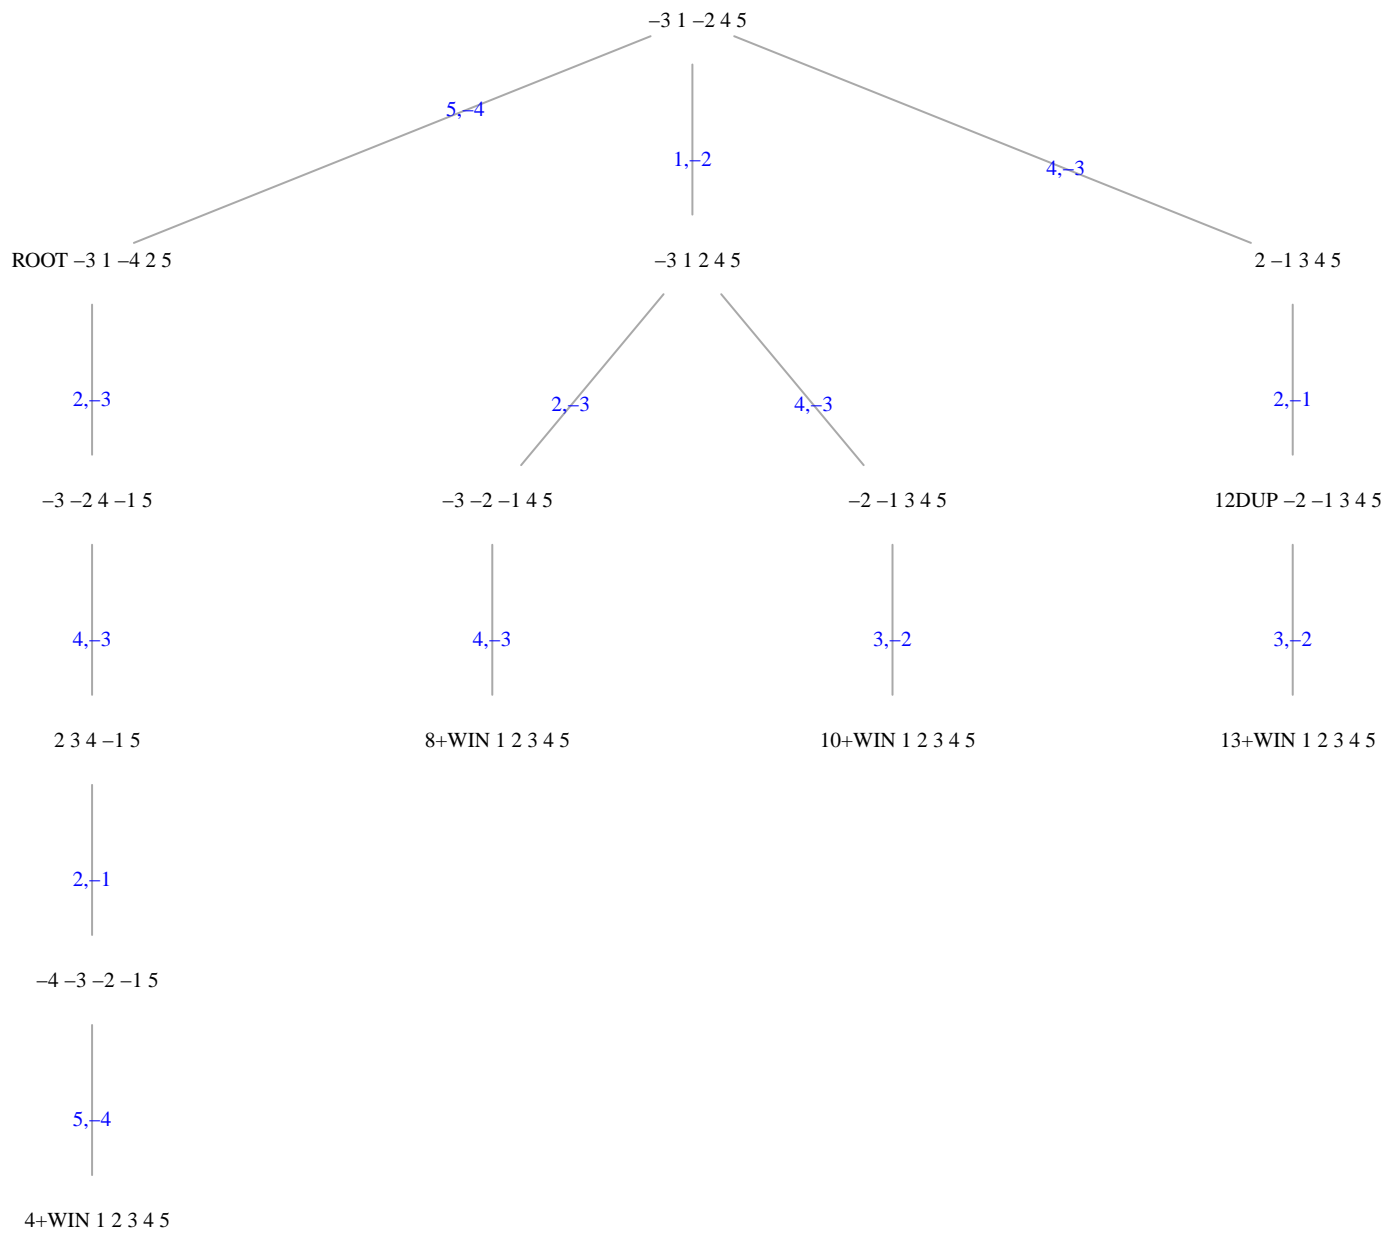 –3 1 –2 4 5
5,–4
1,–2
4,–3
ROOT –3 1 –4 2 5
–3 1 2 4 5
2 –1 3 4 5
2,–3
2,–3
4,–3
2,–1
–3 –2 4 –1 5
–3 –2 –1 4 5
–2 –1 3 4 5
12DUP –2 –1 3 4 5
4,–3
4,–3
3,–2
3,–2
2 3 4 –1 5
8+WIN 1 2 3 4 5
10+WIN 1 2 3 4 5
13+WIN 1 2 3 4 5
2,–1
–4 –3 –2 –1 5
5,–4
4+WIN 1 2 3 4 5